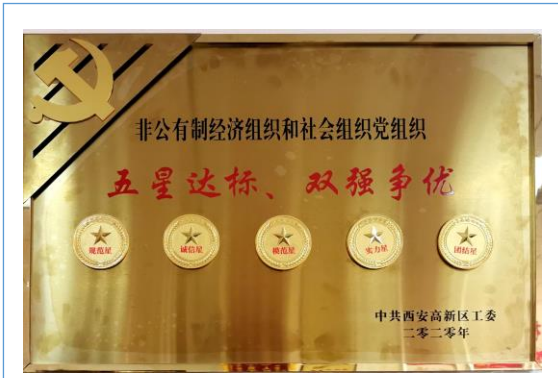 非公有制经济组织和社会组织党组织
五星达标、双强争优
规范星 诚信星 模范星 实力星 团结星
中共西安高新区工委
二零二零年